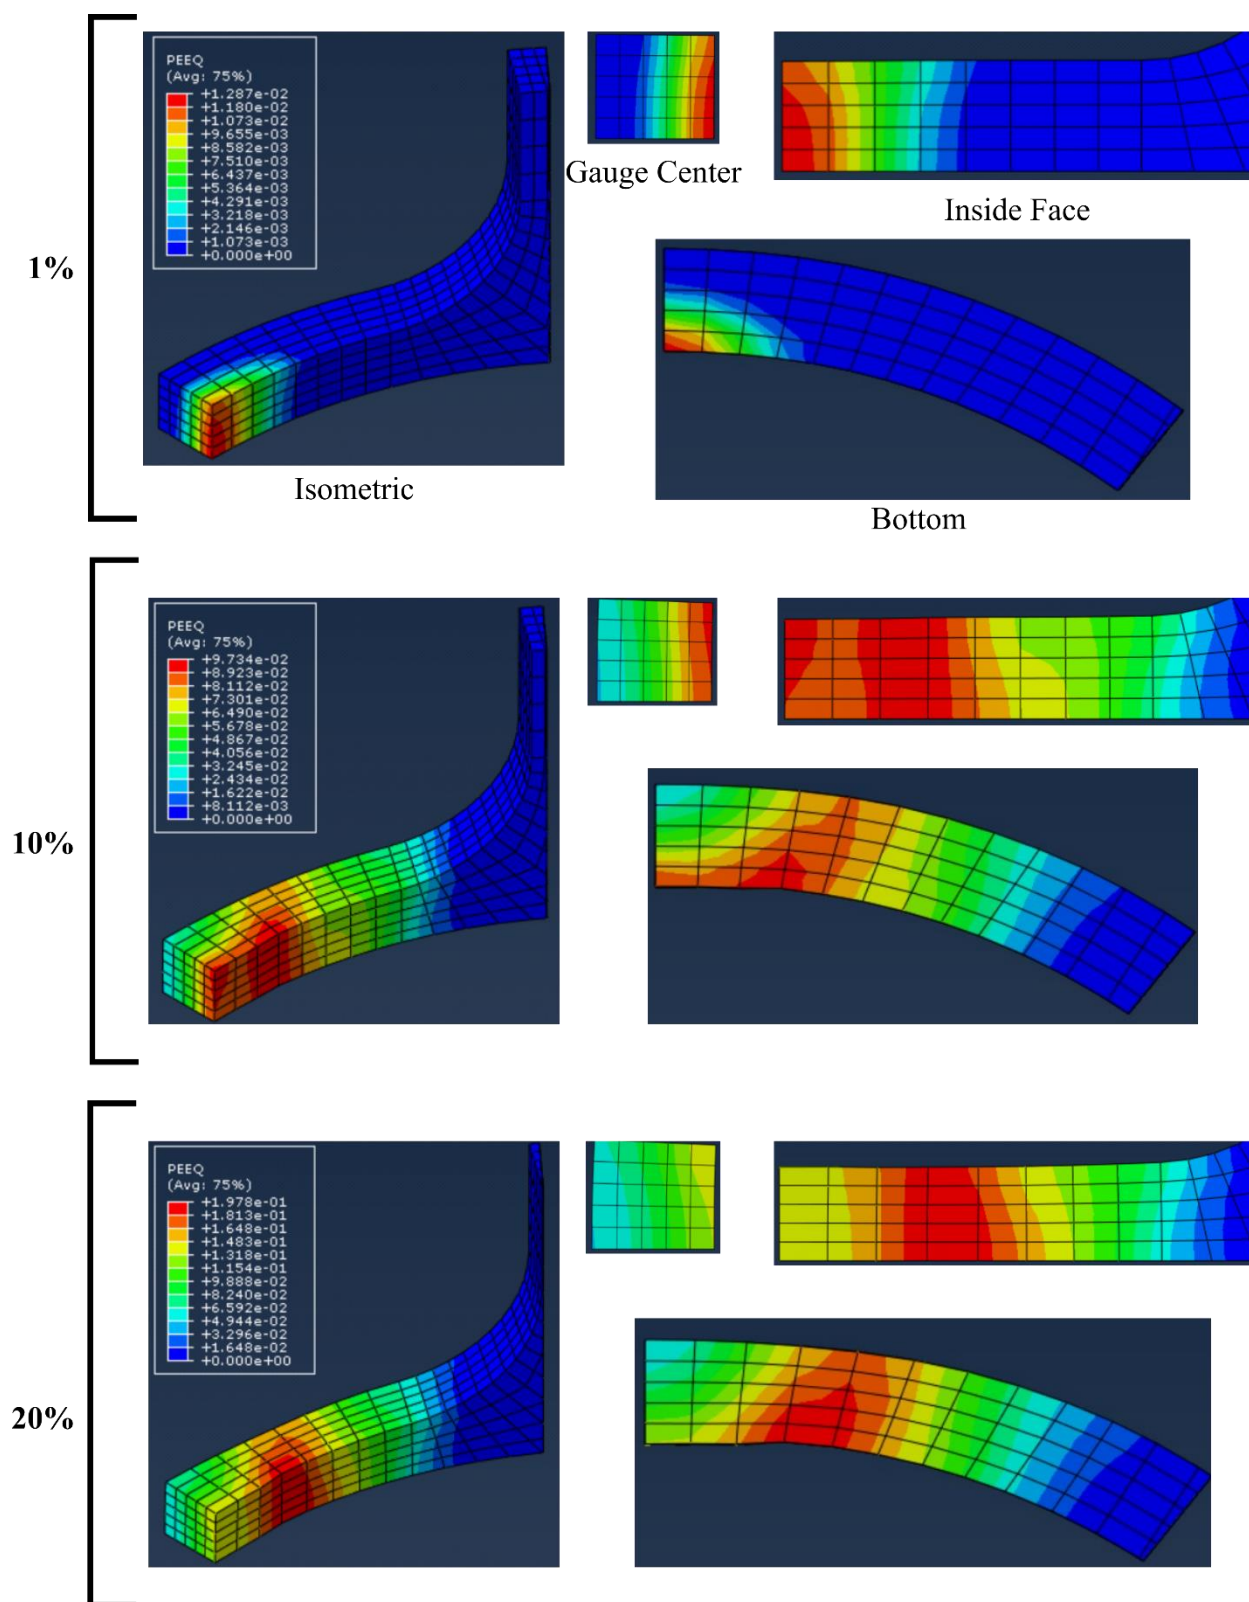 1%
PEEQ
(Avg: 75%)
+1.287e-02
+1.180e-02
+1.073e-02
+9.655e-03
+8.582e-03
+7.510e-03
+6.437e-03
+5.364e-03
+4.291e-03
+3.218e-03
+2.146e-03
+1.073e-03
+0.000e+00
Gauge Center
Inside Face
Isometric
Bottom
10%
PEEQ
(Avg: 75%)
+9.734e-02
+8.923e-02
+8.112e-02
+7.301e-02
+6.490e-02
+5.678e-02
+4.867e-02
+4.056e-02
+3.245e-02
+2.434e-02
+1.622e-02
+8.112e-03
+0.000e+00
20%
PEEQ
(Avg: 75%)
+1.978e-01
+1.813e-01
+1.648e-01
+1.483e-01
+1.318e-01
+1.154e-01
+9.888e-02
+8.240e-02
+6.592e-02
+4.944e-02
+3.296e-02
+1.648e-02
+0.000e+00